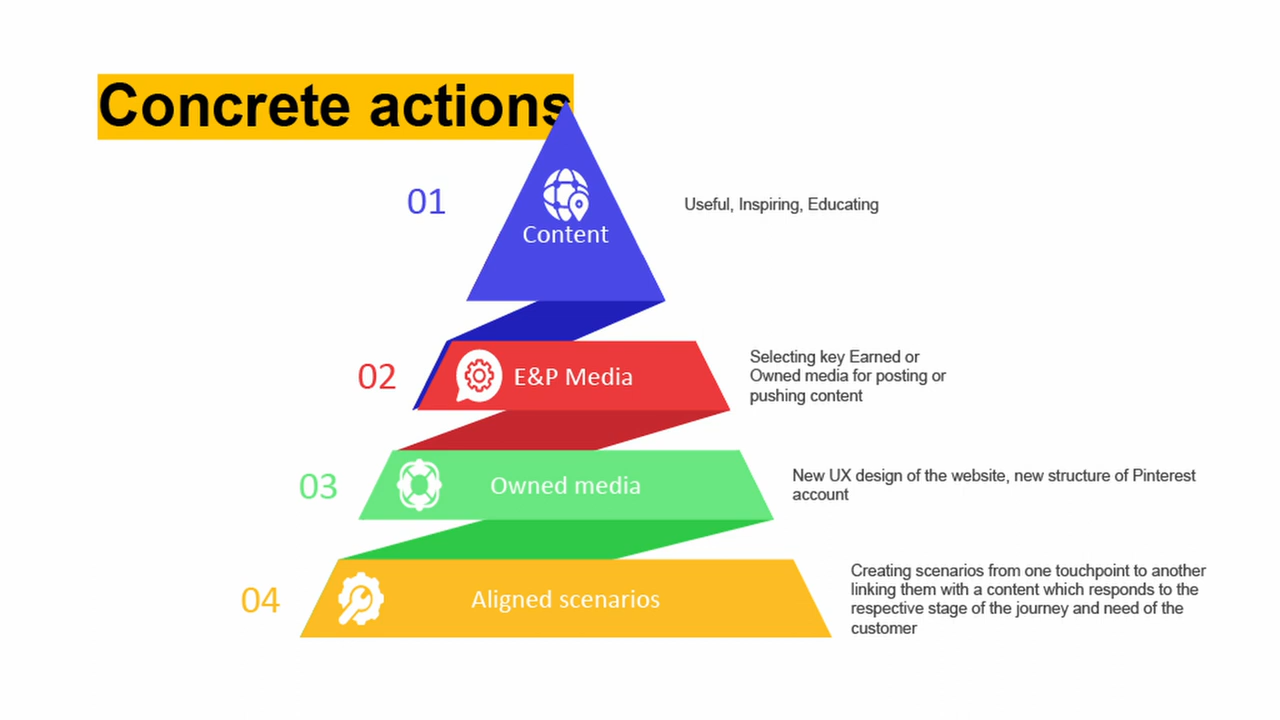 Concrete actions
01
Content
Useful, Inspiring, Educating
02
E&P Media
Selecting key Earned or
Owned media for posting or
pushing content
03
Owned media
New UX design of the website, new structure of Pinterest
account
04
Aligned scenarios
Creating scenarios from one touchpoint to another
linking them with a content which responds to the
respective stage of the journey and need of the
customer